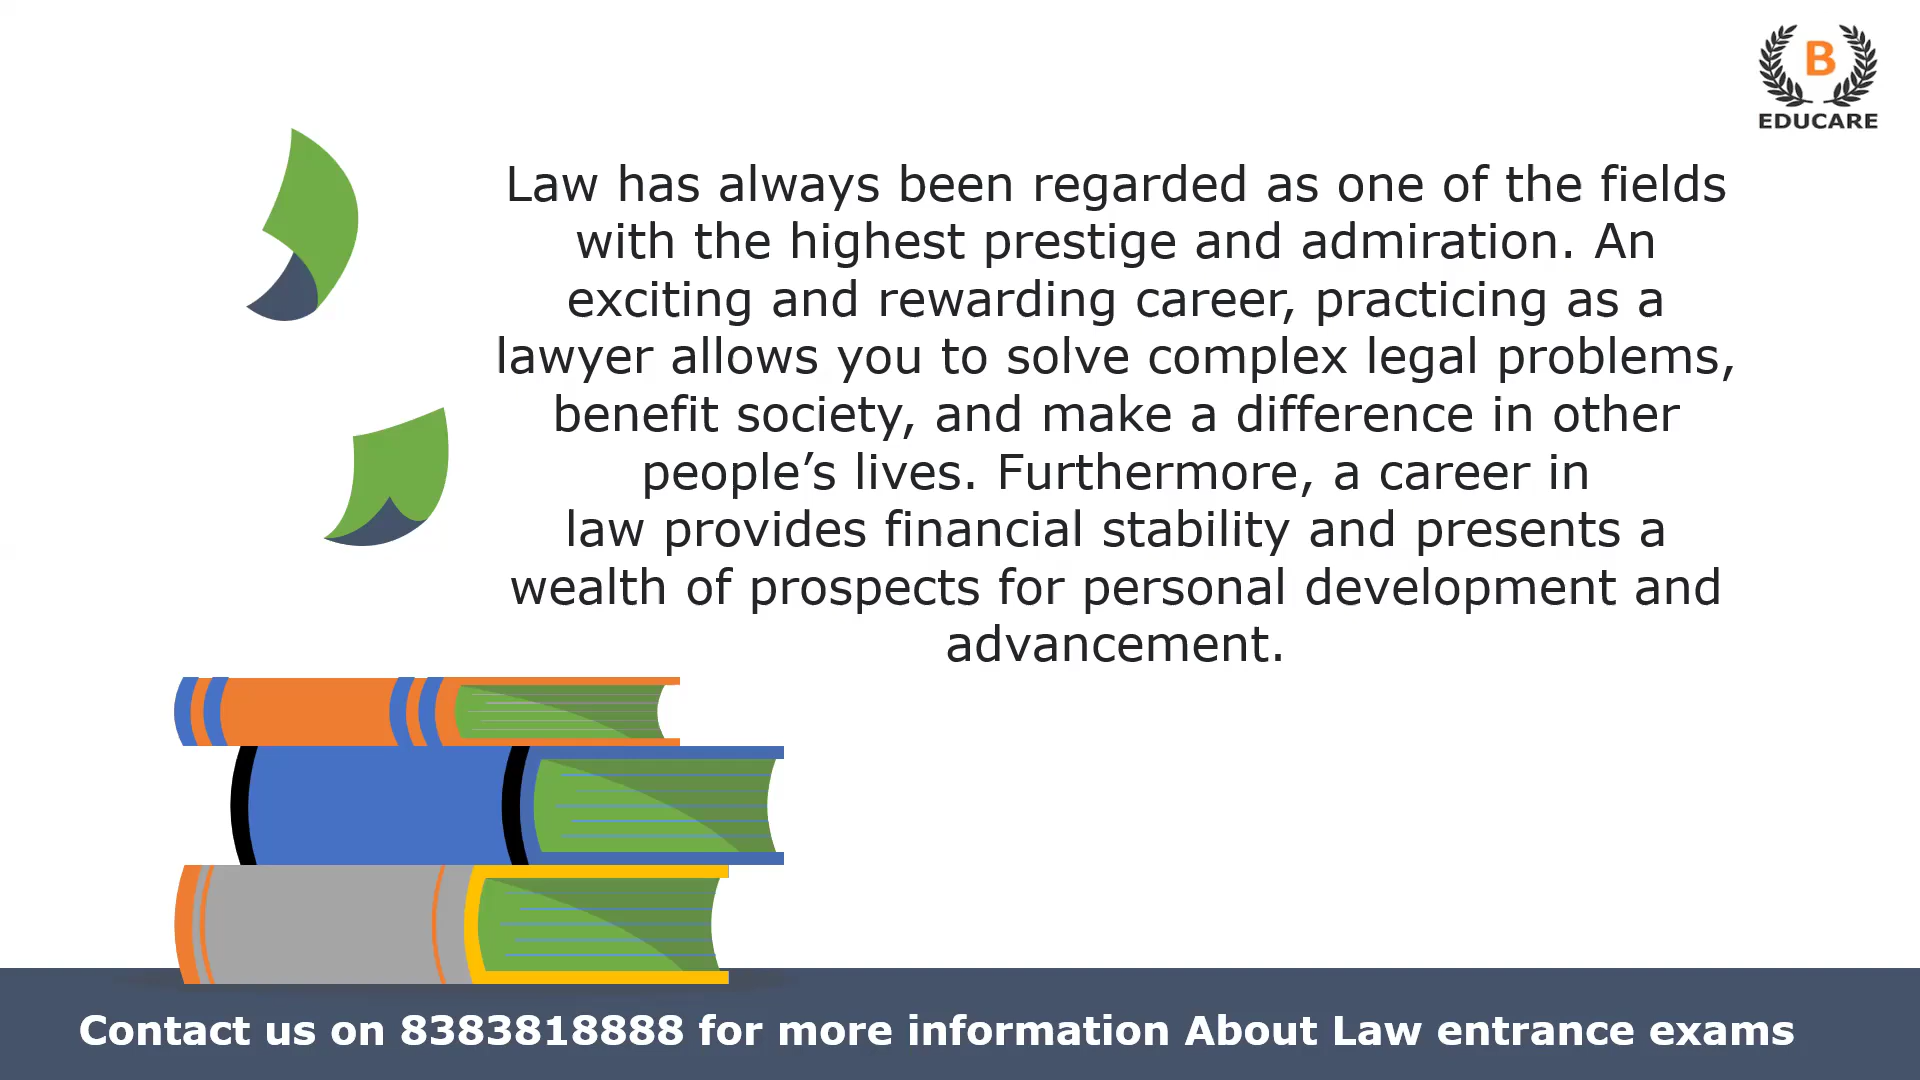 B
EDUCARE
Law has always been regarded as one of the fields
with the highest prestige and admiration. An
exciting and rewarding career, practicing as a
lawyer allows you to solve complex legal problems,
benefit society, and make a difference in other
people’s lives. Furthermore, a career in
law provides financial stability and presents a
wealth of prospects for personal development and
advancement.
Contact us on 8383818888 for more information About Law entrance exams